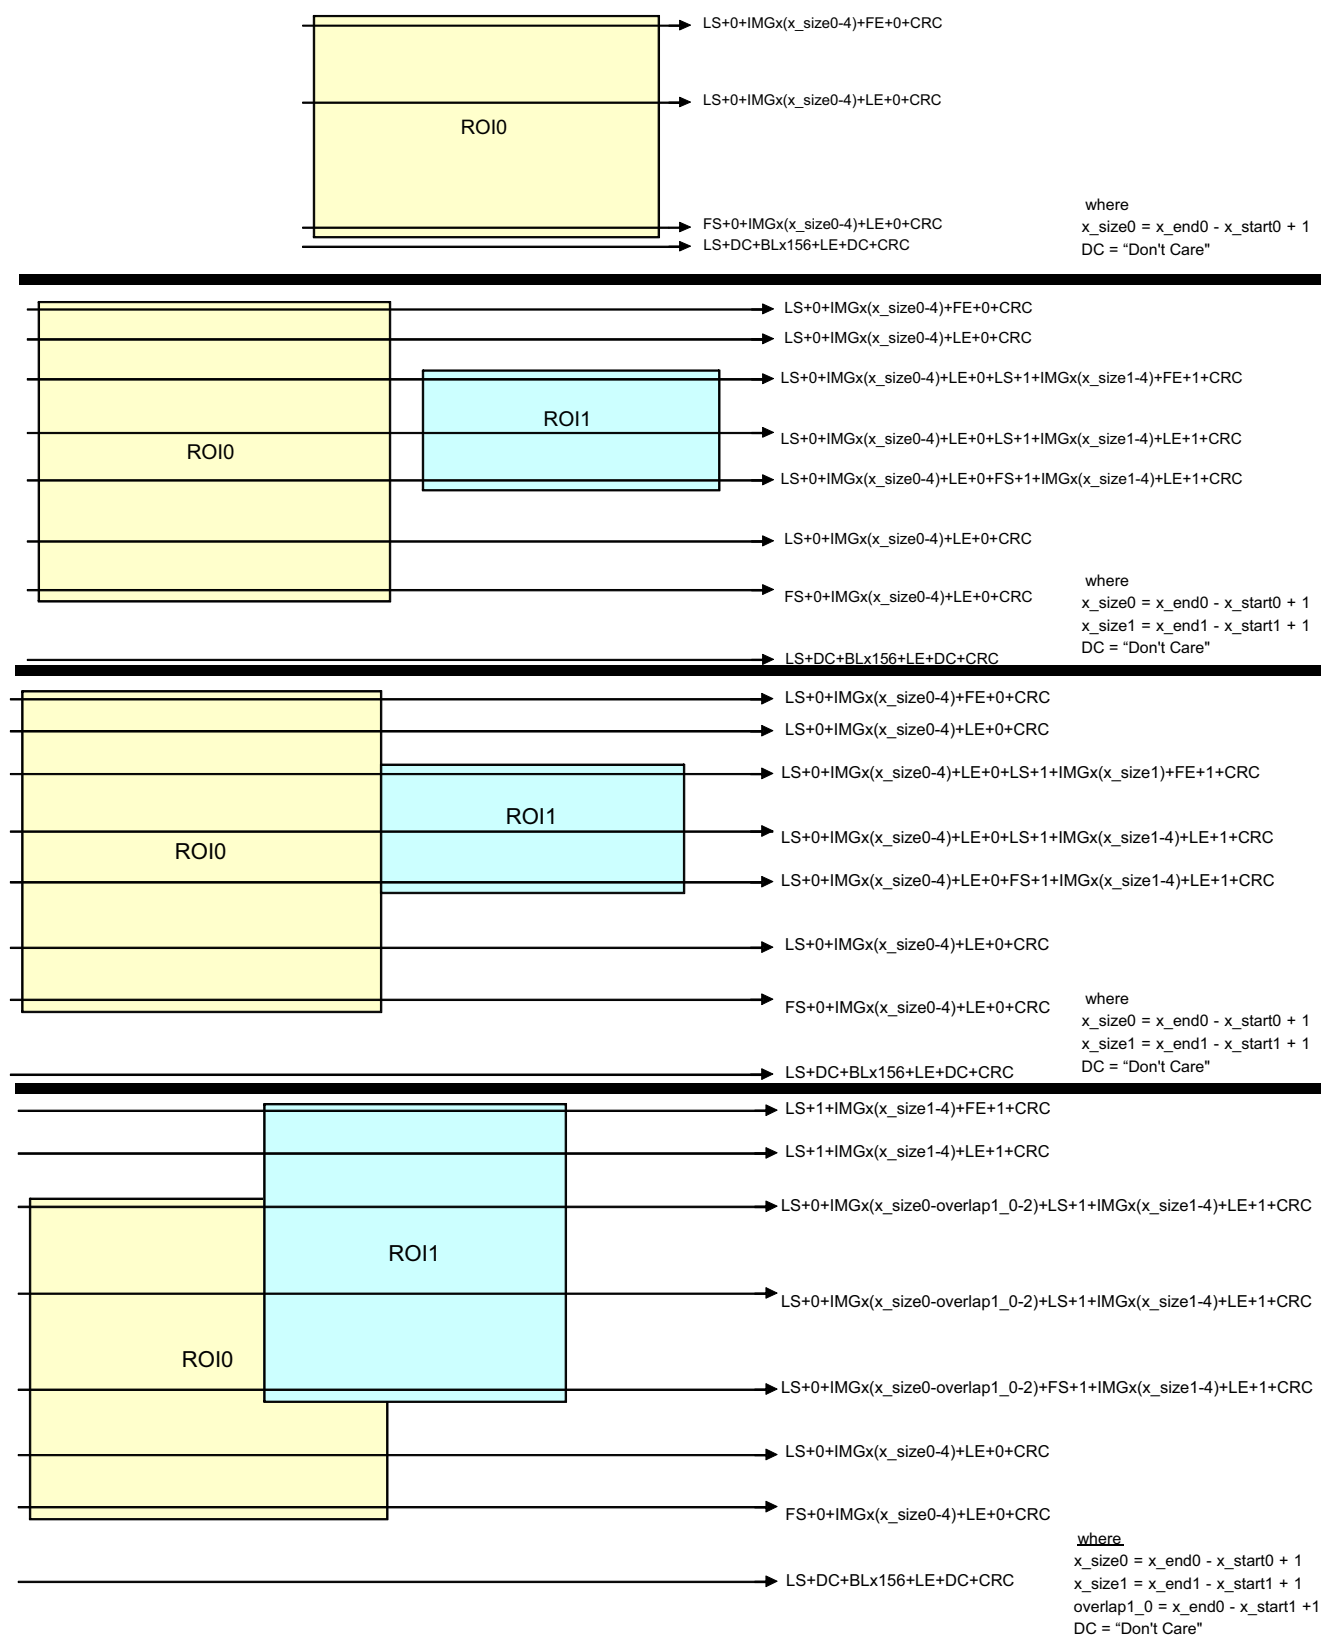 LS+0+IMGx(x_size0-4)+FE+0+CRC
LS+0+IMGx(x_size0-4)+LE+0+CRC
ROI0
FS+0+IMGx(x_size0-4)+LE+0+CRC
LS+DC+BLx156+LE+DC+CRC
where
x_size0 = x_end0 - x_start0 + 1
DC = “Don't Care"
LS+0+IMGx(x_size0-4)+FE+0+CRC
LS+0+IMGx(x_size0-4)+LE+0+CRC
LS+0+IMGx(x_size0-4)+LE+0+LS+1+IMGx(x_size1-4)+FE+1+CRC
ROI1
LS+0+IMGx(x_size0-4)+LE+0+LS+1+IMGx(x_size1-4)+LE+1+CRC
ROI0
LS+0+IMGx(x_size0-4)+LE+0+FS+1+IMGx(x_size1-4)+LE+1+CRC
LS+0+IMGx(x_size0-4)+LE+0+CRC
FS+0+IMGx(x_size0-4)+LE+0+CRC
where
x_size0 = x_end0 - x_start0 + 1
x_size1 = x_end1 - x_start1 + 1
DC = “Don't Care"
LS+DC+BLx156+LE+DC+CRC
LS+0+IMGx(x_size0-4)+FE+0+CRC
LS+0+IMGx(x_size0-4)+LE+0+CRC
LS+0+IMGx(x_size0-4)+LE+0+LS+1+IMGx(x_size1)+FE+1+CRC
ROI1
LS+0+IMGx(x_size0-4)+LE+0+LS+1+IMGx(x_size1-4)+LE+1+CRC
ROI0
LS+0+IMGx(x_size0-4)+LE+0+FS+1+IMGx(x_size1-4)+LE+1+CRC
LS+0+IMGx(x_size0-4)+LE+0+CRC
FS+0+IMGx(x_size0-4)+LE+0+CRC
where
x_size0 = x_end0 - x_start0 + 1
x_size1 = x_end1 - x_start1 + 1
DC = “Don't Care"
LS+DC+BLx156+LE+DC+CRC
LS+1+IMGx(x_size1-4)+FE+1+CRC
LS+1+IMGx(x_size1-4)+LE+1+CRC
LS+0+IMGx(x_size0-overlap1_0-2)+LS+1+IMGx(x_size1-4)+LE+1+CRC
ROI1
LS+0+IMGx(x_size0-overlap1_0-2)+LS+1+IMGx(x_size1-4)+LE+1+CRC
ROI0
LS+0+IMGx(x_size0-overlap1_0-2)+FS+1+IMGx(x_size1-4)+LE+1+CRC
LS+0+IMGx(x_size0-4)+LE+0+CRC
FS+0+IMGx(x_size0-4)+LE+0+CRC
where
x_size0 = x_end0 - x_start0 + 1
LS+DC+BLx156+LE+DC+CRC
x_size1 = x_end1 - x_start1 + 1
overlap1_0 = x_end0 - x_start1 +1
DC = “Don't Care"